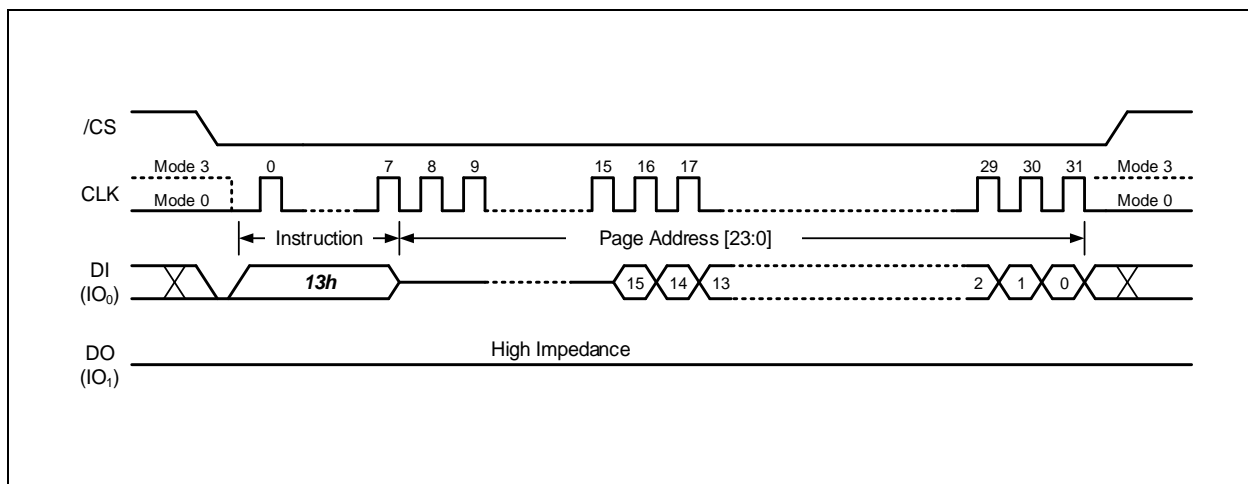 /CS
Mode 3 0 7 8 9 15 16 17 29 30 31 Mode 3
CLK
Mode 0 Mode 0
Instruction Page Address [23:0]
DI
(IO₀)
13h 15 14 13 2 1 0
DO
(IO₁)
High Impedance